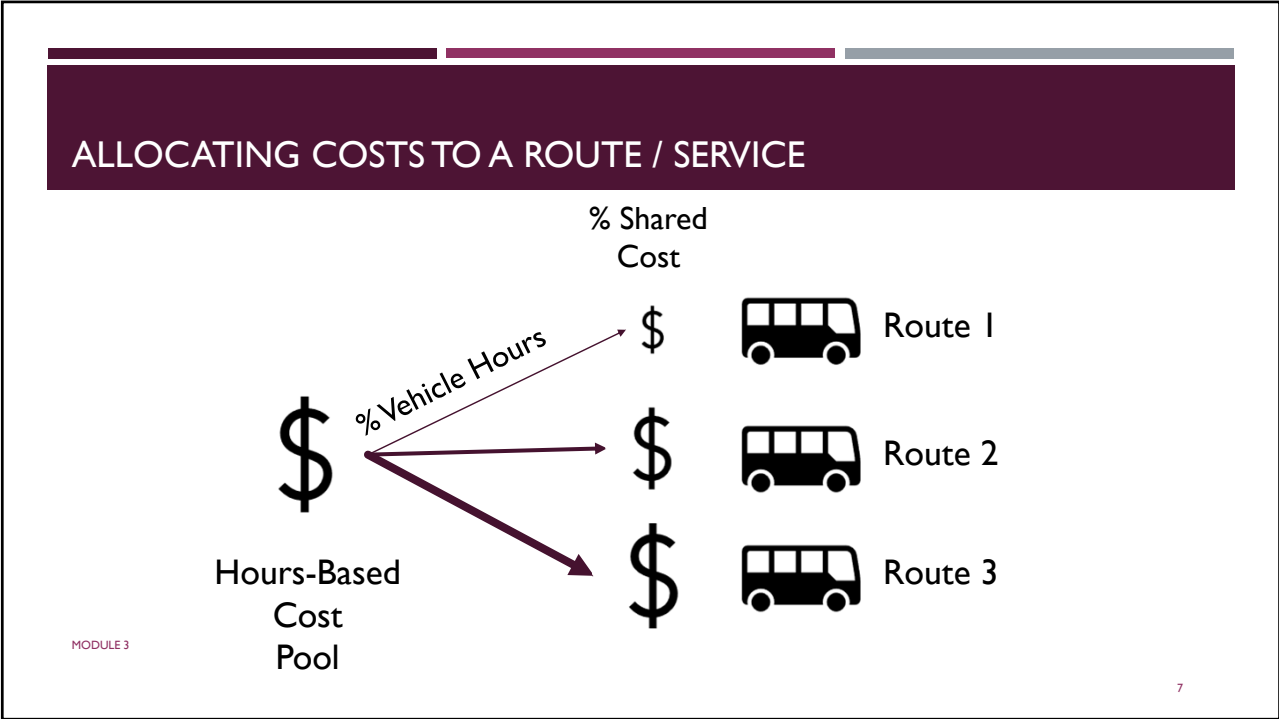 ALLOCATING COSTS TO A ROUTE / SERVICE
% Shared
Cost
$
Route 1
% Vehicle Hours
$
$
Route 2
$
Route 3
Hours-Based
Cost
Pool
MODULE 3
7